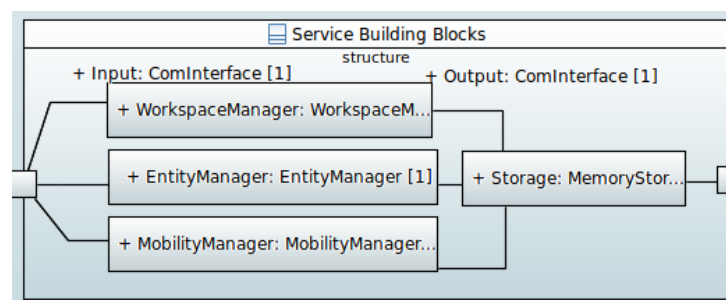 Service Building Blocks
structure
+ Input: ComInterface [1]
+ Output: ComInterface [1]
+ WorkspaceManager: WorkspaceM...
+ EntityManager: EntityManager [1]
+ Storage: MemoryStor...
+ MobilityManager: MobilityManager...